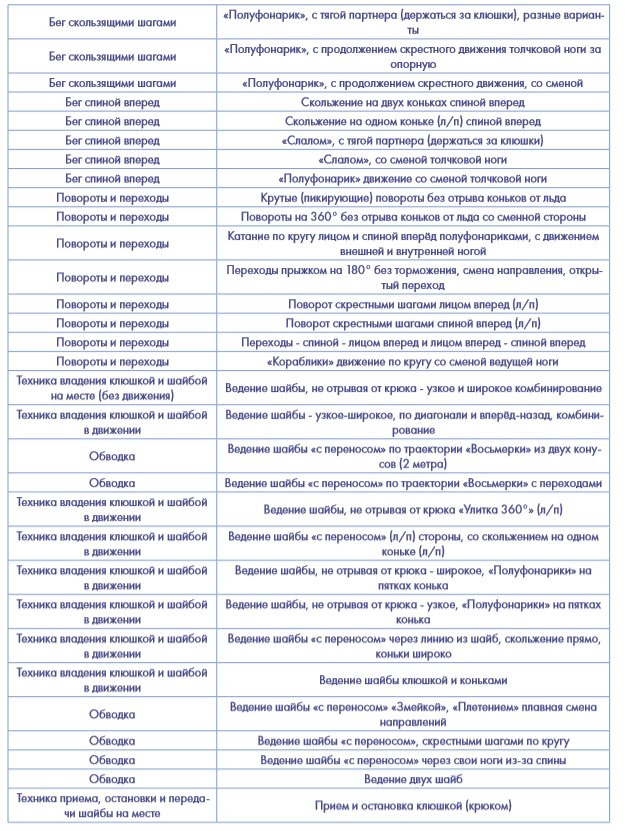 Бег скользящими шагами
«Полуфонарик», с тягой партнера (держаться за клюшки), разные вариан-
ты
Бег скользящими шагами
«Полуфонарик», с продолжением скрестного движения толчковой ноги за
опорную
Бег скользящими шагами
«Полуфонарик», с продолжением скрестного движения, со сменой
Бег спиной вперед
Скольжение на двух коньках спиной вперед
Бег спиной вперед
Скольжение на одном коньке (л/п) спиной вперед
Бег спиной вперед
«Слалом», с тягой партнера (держаться за клюшки)
Бег спиной вперед
«Слалом», со сменой толчковой ноги
Бег спиной вперед
«Полуфонарик» движение со сменой толчковой ноги
Повороты и переходы
Крутые (пикирующие) повороты без отрыва коньков от льда
Повороты и переходы
Повороты на 360° без отрыва коньков от льда со сменной стороны
Повороты и переходы
Катание по кругу лицом и спиной вперёд полуфонариками, с движением
внешней и внутренней ногой
Повороты и переходы
Переходы прыжком на 180° без торможения, смена направления, откры-
тый переход
Повороты и переходы
Поворот скрестными шагами лицом вперед (л/п)
Повороты и переходы
Поворот скрестными шагами спиной вперед (л/п)
Повороты и переходы
Переходы - спиной - лицом вперед и лицом вперед - спиной вперед
Повороты и переходы
«Кораблики» движение по кругу со сменой ведущей ноги
Техника владения клюшкой и шайбой
на месте (без движения)
Ведение шайбы, не отрывая от крюка - узкое и широкое комбинирование
Техника владения клюшкой и шайбой
в движении
Ведение шайбы - узкое-широкое, по диагонали и вперёд-назад, комбини-
рование
Обводка
Ведение шайбы «с переносом» по траектории «Восьмерки» из двух кону-
сов (2 метра)
Обводка
Ведение шайбы «с переносом» по траектории «Восьмерки» с переходами
Техника владения клюшкой и шайбой
в движении
Ведение шайбы, не отрывая от крюка «Улитка 360°» (л/п)
Техника владения клюшкой и шайбой
в движении
Ведение шайбы «с переносом» (л/п) стороны, со скольжением на одном
коньке (л/п)
Техника владения клюшкой и шайбой
в движении
Ведение шайбы, не отрывая от крюка - широкое, «Полуфонарики» на
пятках конька
Техника владения клюшкой и шайбой
в движении
Ведение шайбы, не отрывая от крюка - узкое, «Полуфонарики» на пятках
конька
Техника владения клюшкой и шайбой
в движении
Ведение шайбы «с переносом» через линию из шайб, скольжение прямо,
коньки широко
Техника владения клюшкой и шайбой
в движении
Ведение шайбы клюшкой и коньками
Обводка
Ведение шайбы «с переносом» «Змейкой», «Плетением» плавная смена
направлений
Обводка
Ведение шайбы «с переносом», скрестными шагами по кругу
Обводка
Ведение шайбы «с переносом» через свои ноги из-за спины
Обводка
Ведение двух шайб
Техника приема, остановки и переда-
чи шайбы на месте
Прием и остановка клюшкой (крюком)